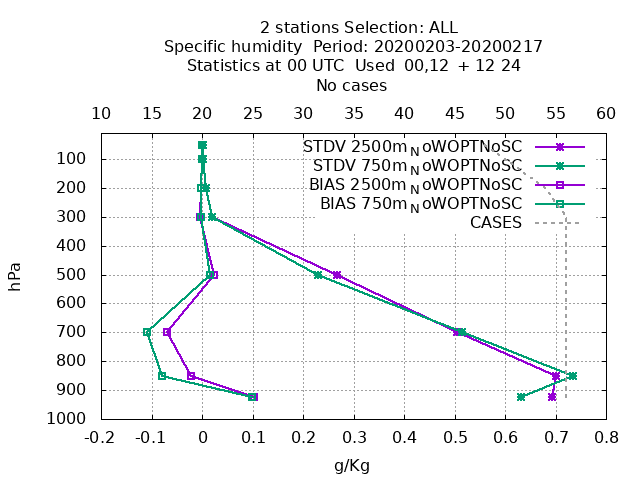 2 stations Selection: ALL
Specific humidity  Period: 20200203-20200217
Statistics at 00 UTC  Used  00,12  + 12 24
No cases
10 15 20 25 30 35 40 45 50 55 60
STDV 2500m_NoWOPTNoSC
STDV 750m_NoWOPTNoSC
BIAS 2500m_NoWOPTNoSC
BIAS 750m_NoWOPTNoSC
CASES
100
200
300
400
500
600
700
800
900
1000
hPa
-0.2 -0.1 0 0.1 0.2 0.3 0.4 0.5 0.6 0.7 0.8
g/Kg